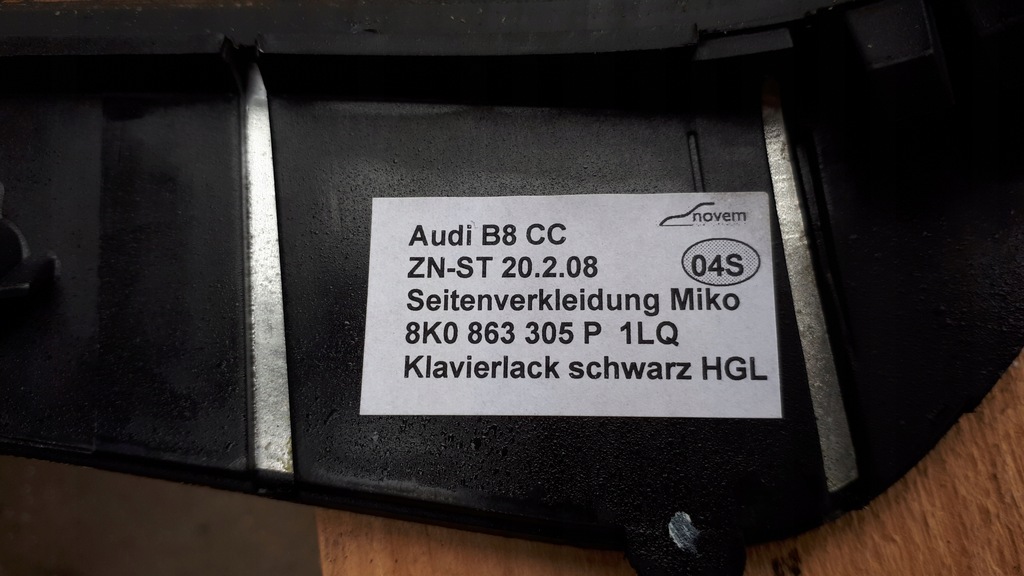 novem
Audi B8 CC
ZN-ST 20.2.08
04S
Seitenverkleidung Miko
8K0 863 305 P 1LQ
Klavierlack schwarz HGL